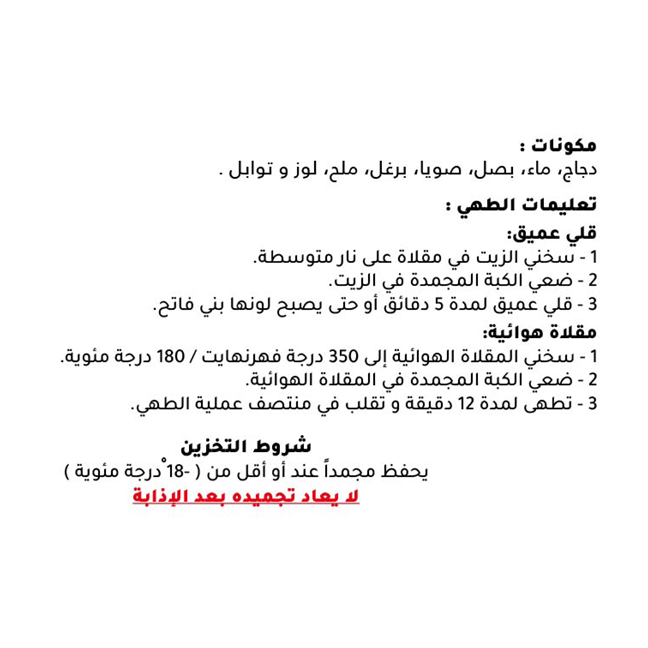 مكونات :
دجاج، ماء، بصل، صويا، برغل، ملح، لوز و توابل .
تعليمات الطهي :
قلي عميق:
1 - سخني الزيت في مقلاة على نار متوسطة.
2 - ضعي الكبة المجمدة في الزيت.
3 - قلي عميق لمدة 5 دقائق أو حتى يصبح لونها بني فاتح.
مقلاة هوائية:
1 - سخني المقلاة الهوائية إلى 350 درجة فهرنهايت / 180 درجة مئوية.
2 - ضعي الكبة المجمدة في المقلاة الهوائية.
3 - تطهى لمدة 12 دقيقة و تقلب في منتصف عملية الطهي.
شروط التخزين
يحفظ مجمداً عند أو أقل من ( -18 ْدرجة مئوية )
لا يعاد تجميده بعد الإذابة